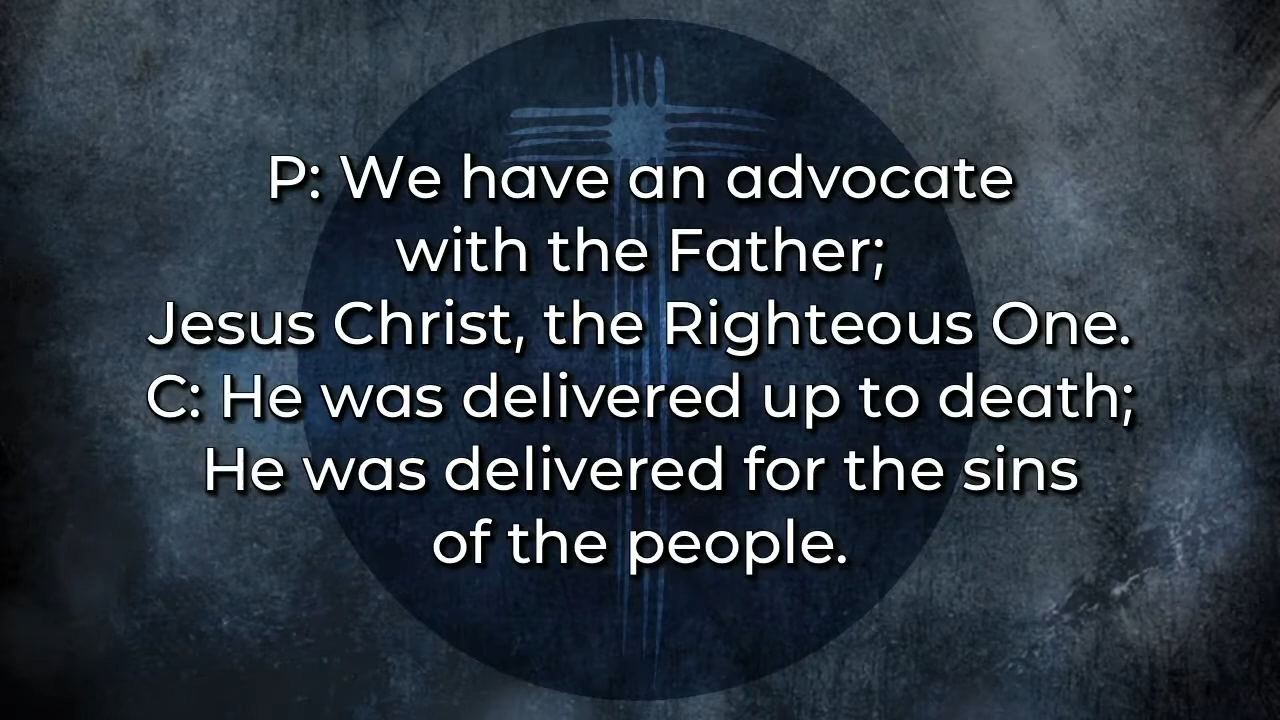 P: We have an advocate
with the Father;
Jesus Christ, the Righteous One.
C: He was delivered up to death;
He was delivered for the sins
of the people.